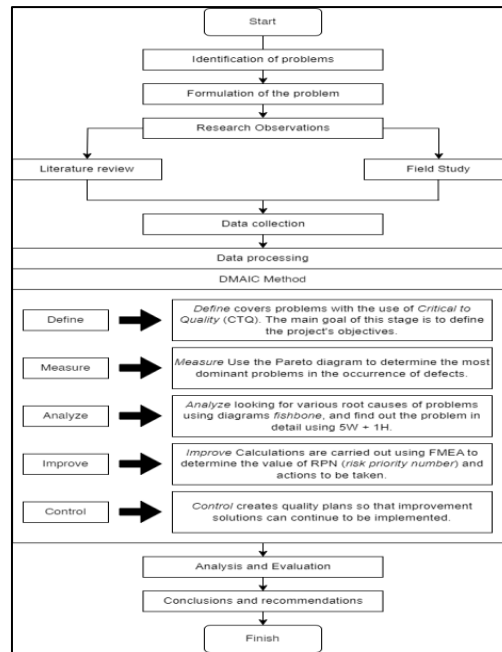 Start
Identification of problems
Formulation of the problem
Research Observations
Literature review
Field Study
Data collection
Data processing
DMAIC Method
Define
Define covers problems with the use of Critical to
Quality (CTQ). The main goal of this stage is to define
the project's objectives.
Measure
Measure Use the Pareto diagram to determine the most
dominant problems in the occurrence of defects.
Analyze
Analyze looking for various root causes of problems
using diagrams fishbone, and find out the problem in
detail using 5W + 1H.
Improve
Improve Calculations are carried out using FMEA to
determine the value of RPN (risk priority number) and
actions to be taken.
Control
Control creates quality plans so that improvement
solutions can continue to be implemented.
Analysis and Evaluation
Conclusions and recommendations
Finish